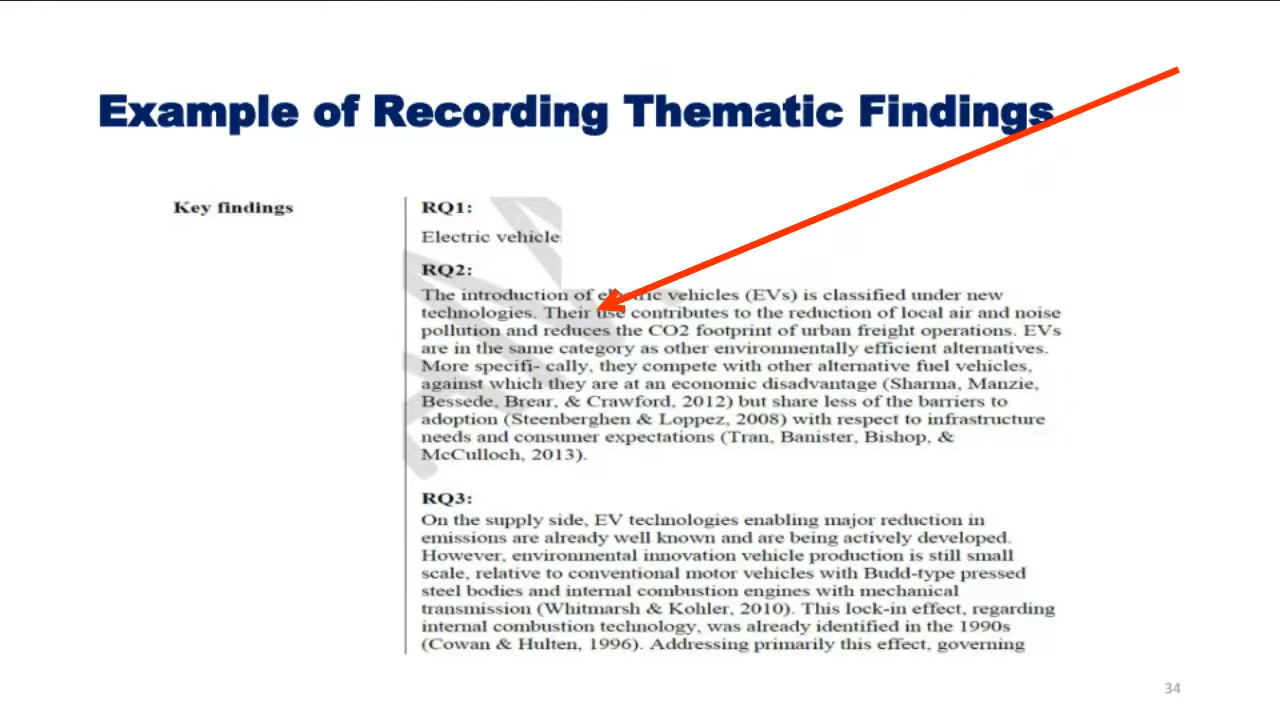 Example of Recording Thematic Findings
Key findings
RQ1:
Electric vehicle
RQ2:
The introduction of electric vehicles (EVs) is classified under new
technologies. Their use contributes to the reduction of local air and noise
pollution and reduces the CO2 footprint of urban freight operations. EVs
are in the same category as other environmentally efficient alternatives.
More specifi- cally, they compete with other alternative fuel vehicles,
against which they are at an economic disadvantage (Sharma, Manzie,
Bessede, Brear, & Crawford, 2012) but share less of the barriers to
adoption (Steenberghen & Loppez, 2008) with respect to infrastructure
needs and consumer expectations (Tran, Banister, Bishop, &
McCulloch, 2013).
RQ3:
On the supply side, EV technologies enabling major reduction in
emissions are already well known and are being actively developed.
However, environmental innovation vehicle production is still small
scale, relative to conventional motor vehicles with Budd-type pressed
steel bodies and internal combustion engines with mechanical
transmission (Whitmarsh & Kohler, 2010). This lock-in effect, regarding
internal combustion technology, was already identified in the 1990s
(Cowan & Hulten, 1996). Addressing primarily this effect, governing
34